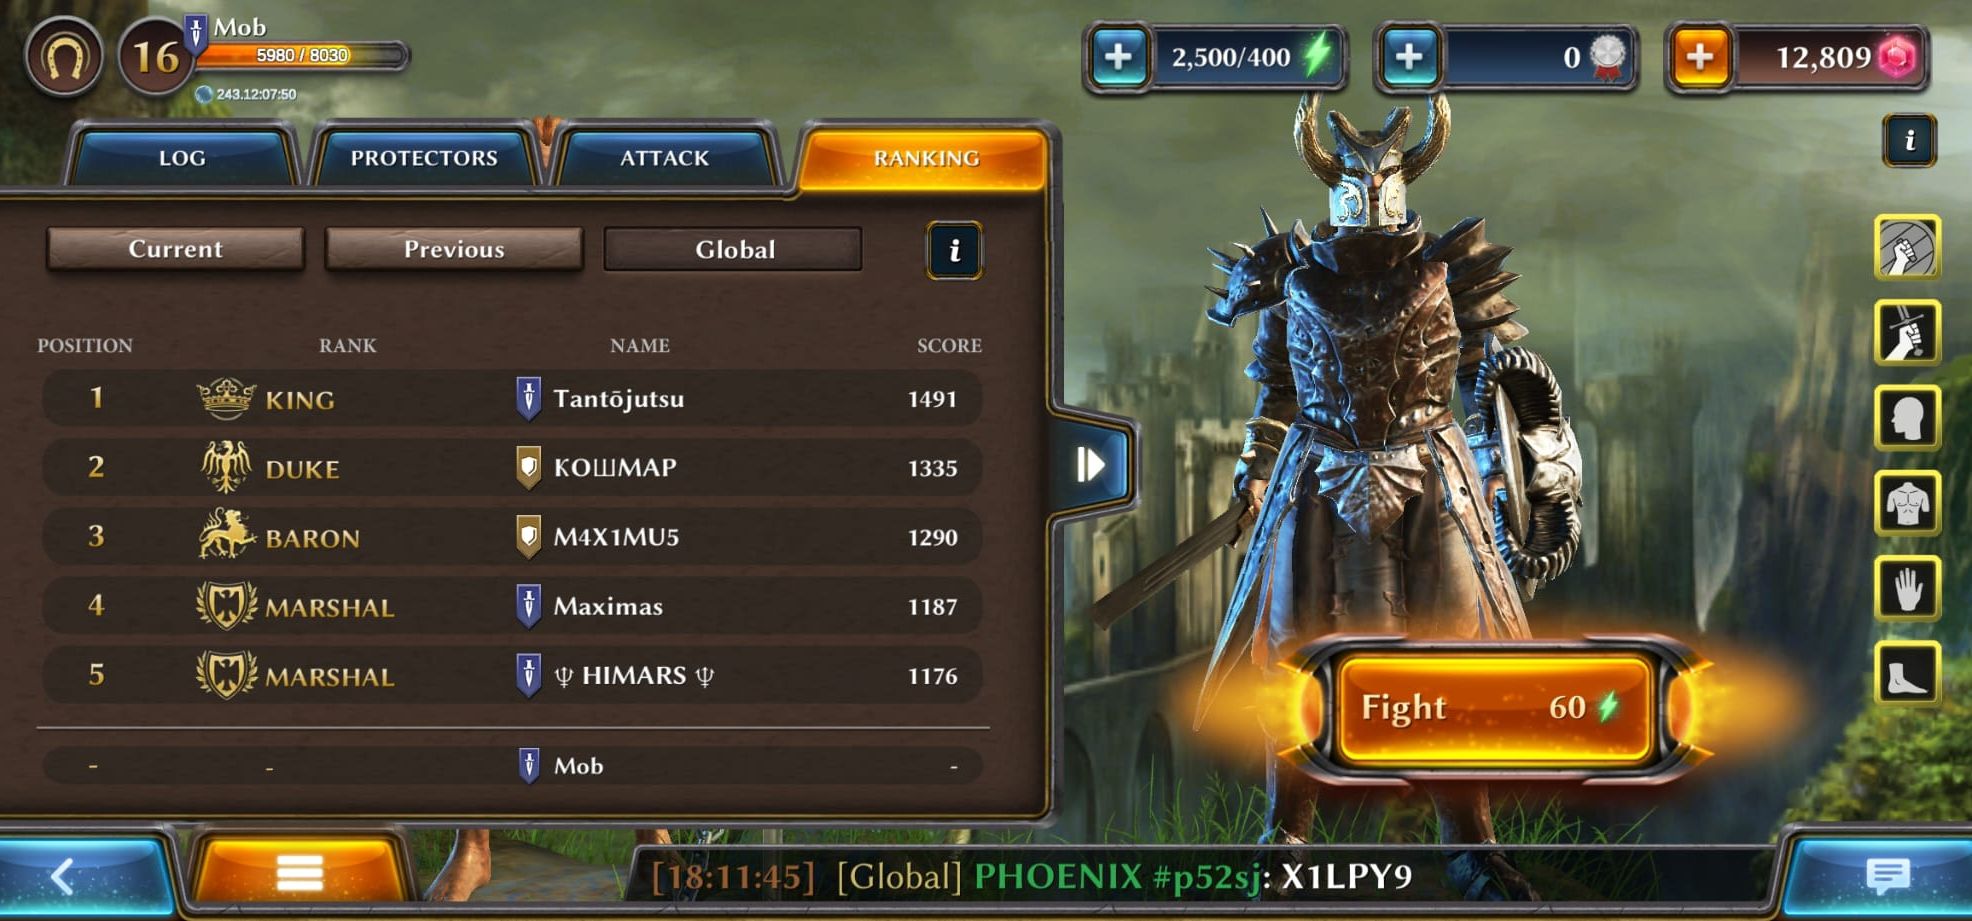 Mob
16
5980 / 8030
243.12:07:50
2,500/400
0
12,809
LOG PROTECTORS ATTACK RANKING
i
Current Previous Global i
POSITION RANK NAME SCORE
1 KING Tantōjutsu 1491
2 DUKE КОШМАР 1335
3 BARON M4X1MU5 1290
4 MARSHAL Maximas 1187
5 MARSHAL ♆ HIMARS ♆ 1176
- - Mob -
Fight 60
[18:11:45] [Global] PHOENIX #p52sj: X1LPY9